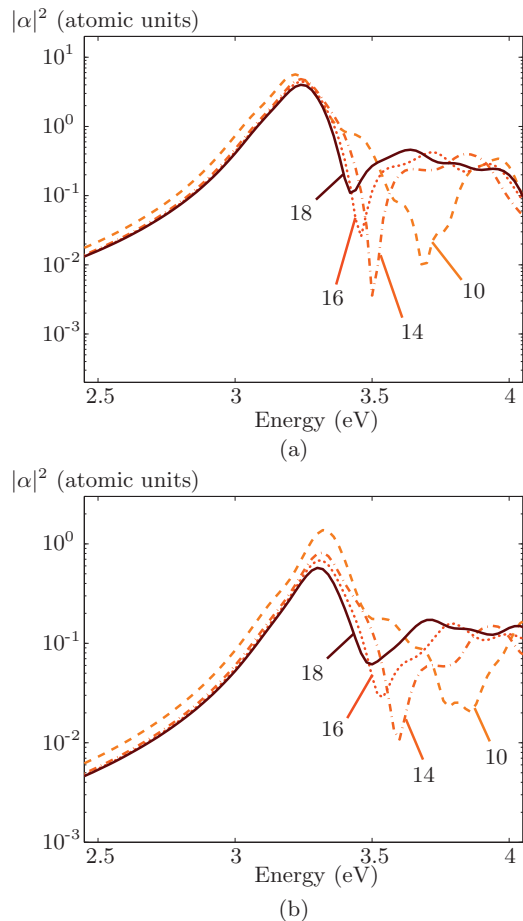 |α|² (atomic units)
10¹
10⁰
10⁻¹
10⁻²
10⁻³
18
16
14
10
2.5 3 3.5 4
Energy (eV)
(a)
|α|² (atomic units)
10⁰
10⁻¹
10⁻²
10⁻³
18
16
14
10
2.5 3 3.5 4
Energy (eV)
(b)